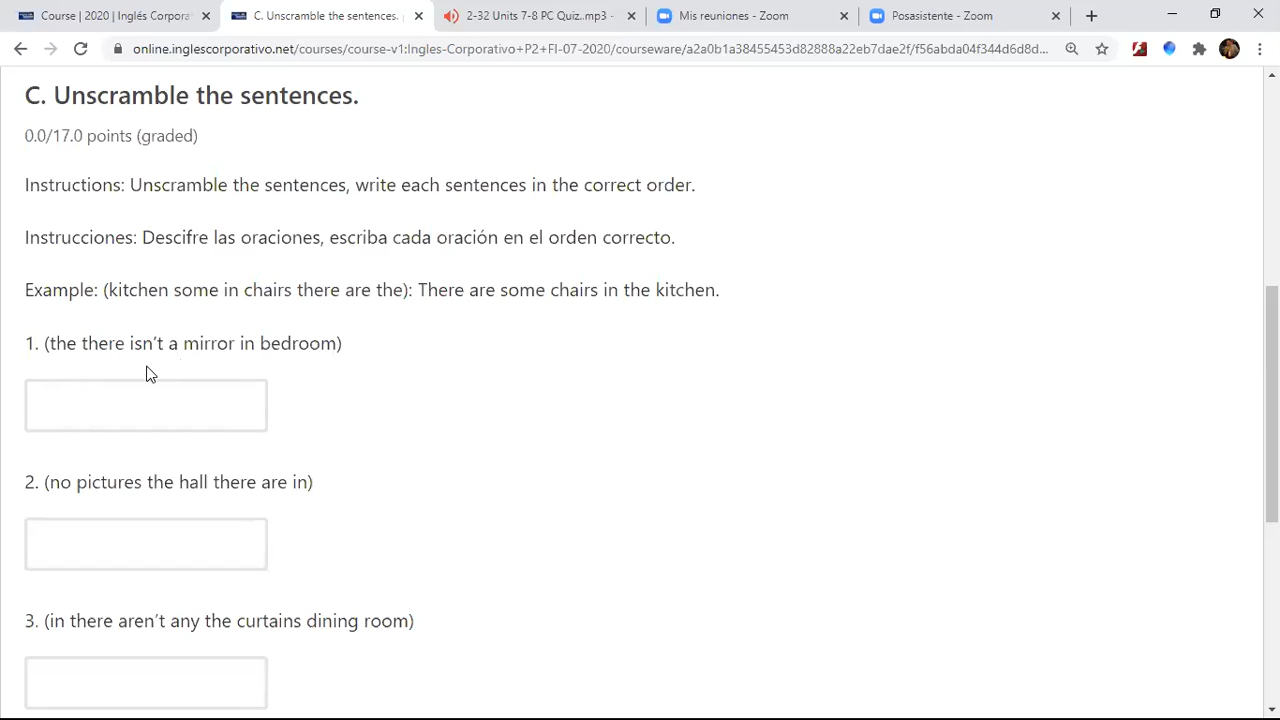 Course | 2020 | Inglés Corpora
C. Unscramble the sentences.
2-32 Units 7-8 PC Quiz..mp3 -
Mis reuniones - Zoom
Posasistente - Zoom
online.inglescorporativo.net/courses/course-v1:Ingles-Corporativo+P2+FI-07-2020/courseware/a2a0b1a38455453d82888a22eb7dae2f/f56abda04f344d6d8d...
C. Unscramble the sentences.
0.0/17.0 points (graded)
Instructions: Unscramble the sentences, write each sentences in the correct order.
Instrucciones: Descifre las oraciones, escriba cada oración en el orden correcto.
Example: (kitchen some in chairs there are the): There are some chairs in the kitchen.
1. (the there isn't a mirror in bedroom)
2. (no pictures the hall there are in)
3. (in there aren't any the curtains dining room)